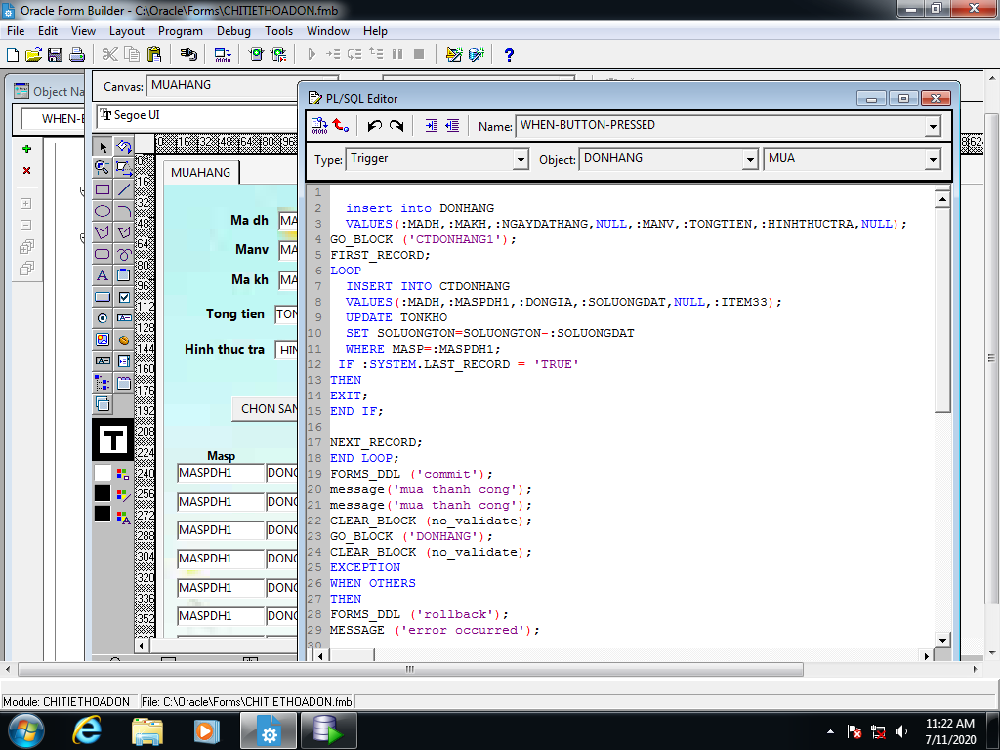 Oracle Form Builder - C:\Oracle\Forms\CHITIETHOADON.fmb
File Edit View Layout Program Debug Tools Window Help
Object Na
Canvas: MUAHANG
WHEN-B
Segoe UI
PL/SQL Editor
Name: WHEN-BUTTON-PRESSED
Type: Trigger Object: DONHANG MUA
MUAHANG
Ma dh MA
Manv MA
Ma kh MA
Tong tien TON
Hinh thuc tra HIN
CHON SAN
Masp
MASPDH1 DONG
MASPDH1 DONG
MASPDH1 DONG
MASPDH1 DONG
MASPDH1 DONG
MASPDH1 DONG
1
2 insert into DONHANG
3 VALUES(:MADH,:MAKH,:NGAYDATHANG,NULL,:MANV,:TONGTIEN,:HINHTHUCTRA,NULL);
4 GO_BLOCK ('CTDONHANG1');
5 FIRST_RECORD;
6 LOOP
7 INSERT INTO CTDONHANG
8 VALUES(:MADH,:MASPDH1,:DONGIA,:SOLUONGDAT,NULL,:ITEM33);
9 UPDATE TONKHO
10 SET SOLUONGTON=SOLUONGTON-:SOLUONGDAT
11 WHERE MASP=:MASPDH1;
12 IF :SYSTEM.LAST_RECORD = 'TRUE'
13 THEN
14 EXIT;
15 END IF;
16
17 NEXT_RECORD;
18 END LOOP;
19 FORMS_DDL ('commit');
20 message('mua thanh cong');
21 message('mua thanh cong');
22 CLEAR_BLOCK (no_validate);
23 GO_BLOCK ('DONHANG');
24 CLEAR_BLOCK (no_validate);
25 EXCEPTION
26 WHEN OTHERS
27 THEN
28 FORMS_DDL ('rollback');
29 MESSAGE ('error occurred');
30
Module: CHITIETHOADON File: C:\Oracle\Forms\CHITIETHOADON.fmb
11:22 AM
7/11/2020